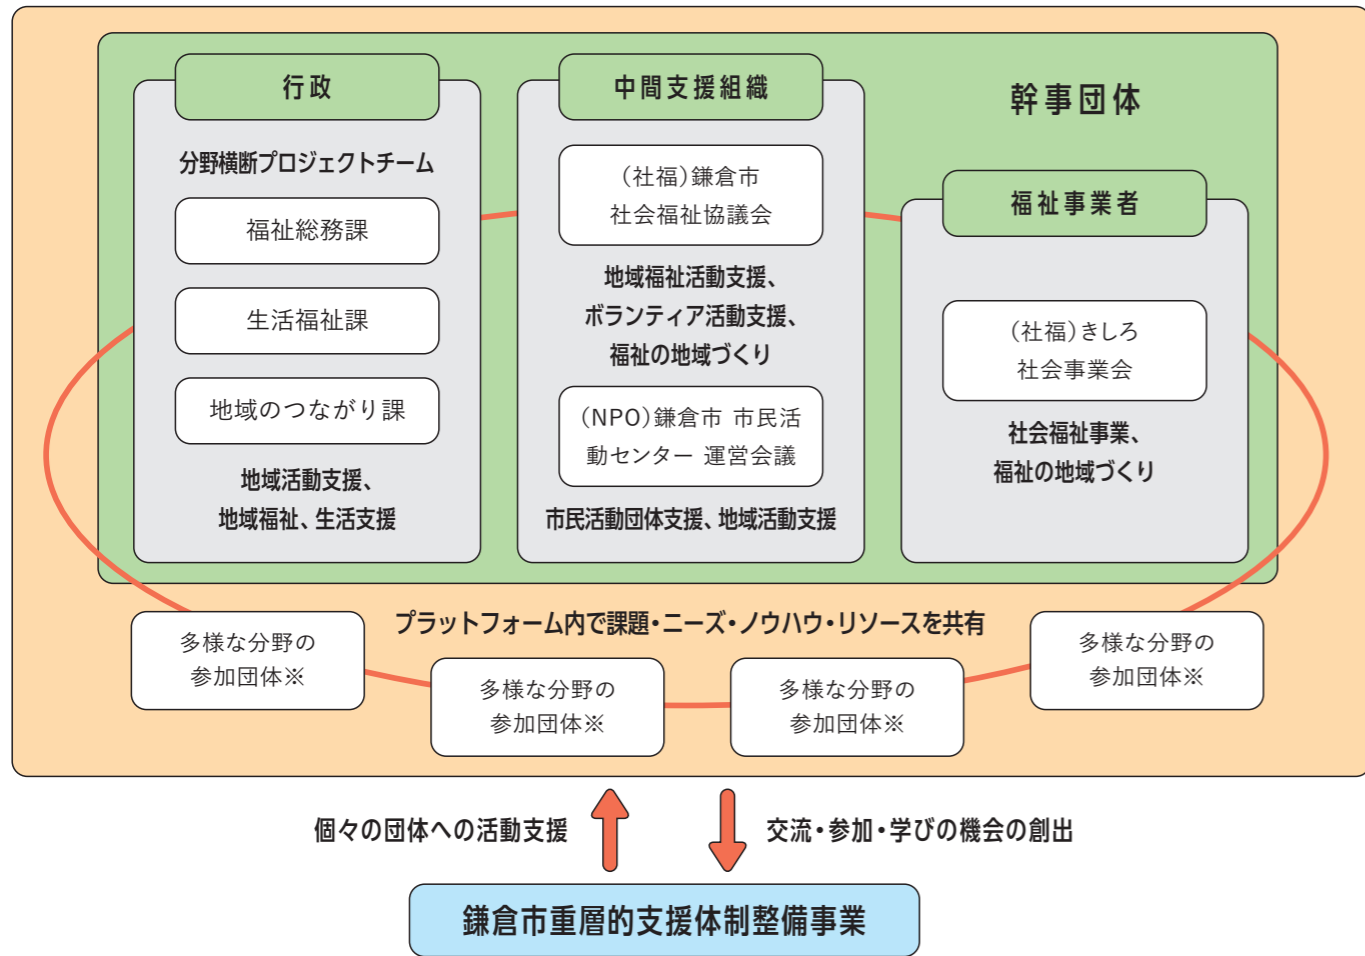 幹事団体
行政
分野横断プロジェクトチーム
福祉総務課
生活福祉課
地域のつながり課
地域活動支援、
地域福祉、生活支援
中間支援組織
(社福)鎌倉市
社会福祉協議会
地域福祉活動支援、
ボランティア活動支援、
福祉の地域づくり
(NPO)鎌倉市 市民活
動センター 運営会議
市民活動団体支援、地域活動支援
福祉事業者
(社福)きしろ
社会事業会
社会福祉事業、
福祉の地域づくり
プラットフォーム内で課題・ニーズ・ノウハウ・リソースを共有
多様な分野の
参加団体※
多様な分野の
参加団体※
多様な分野の
参加団体※
多様な分野の
参加団体※
個々の団体への活動支援
交流・参加・学びの機会の創出
鎌倉市重層的支援体制整備事業